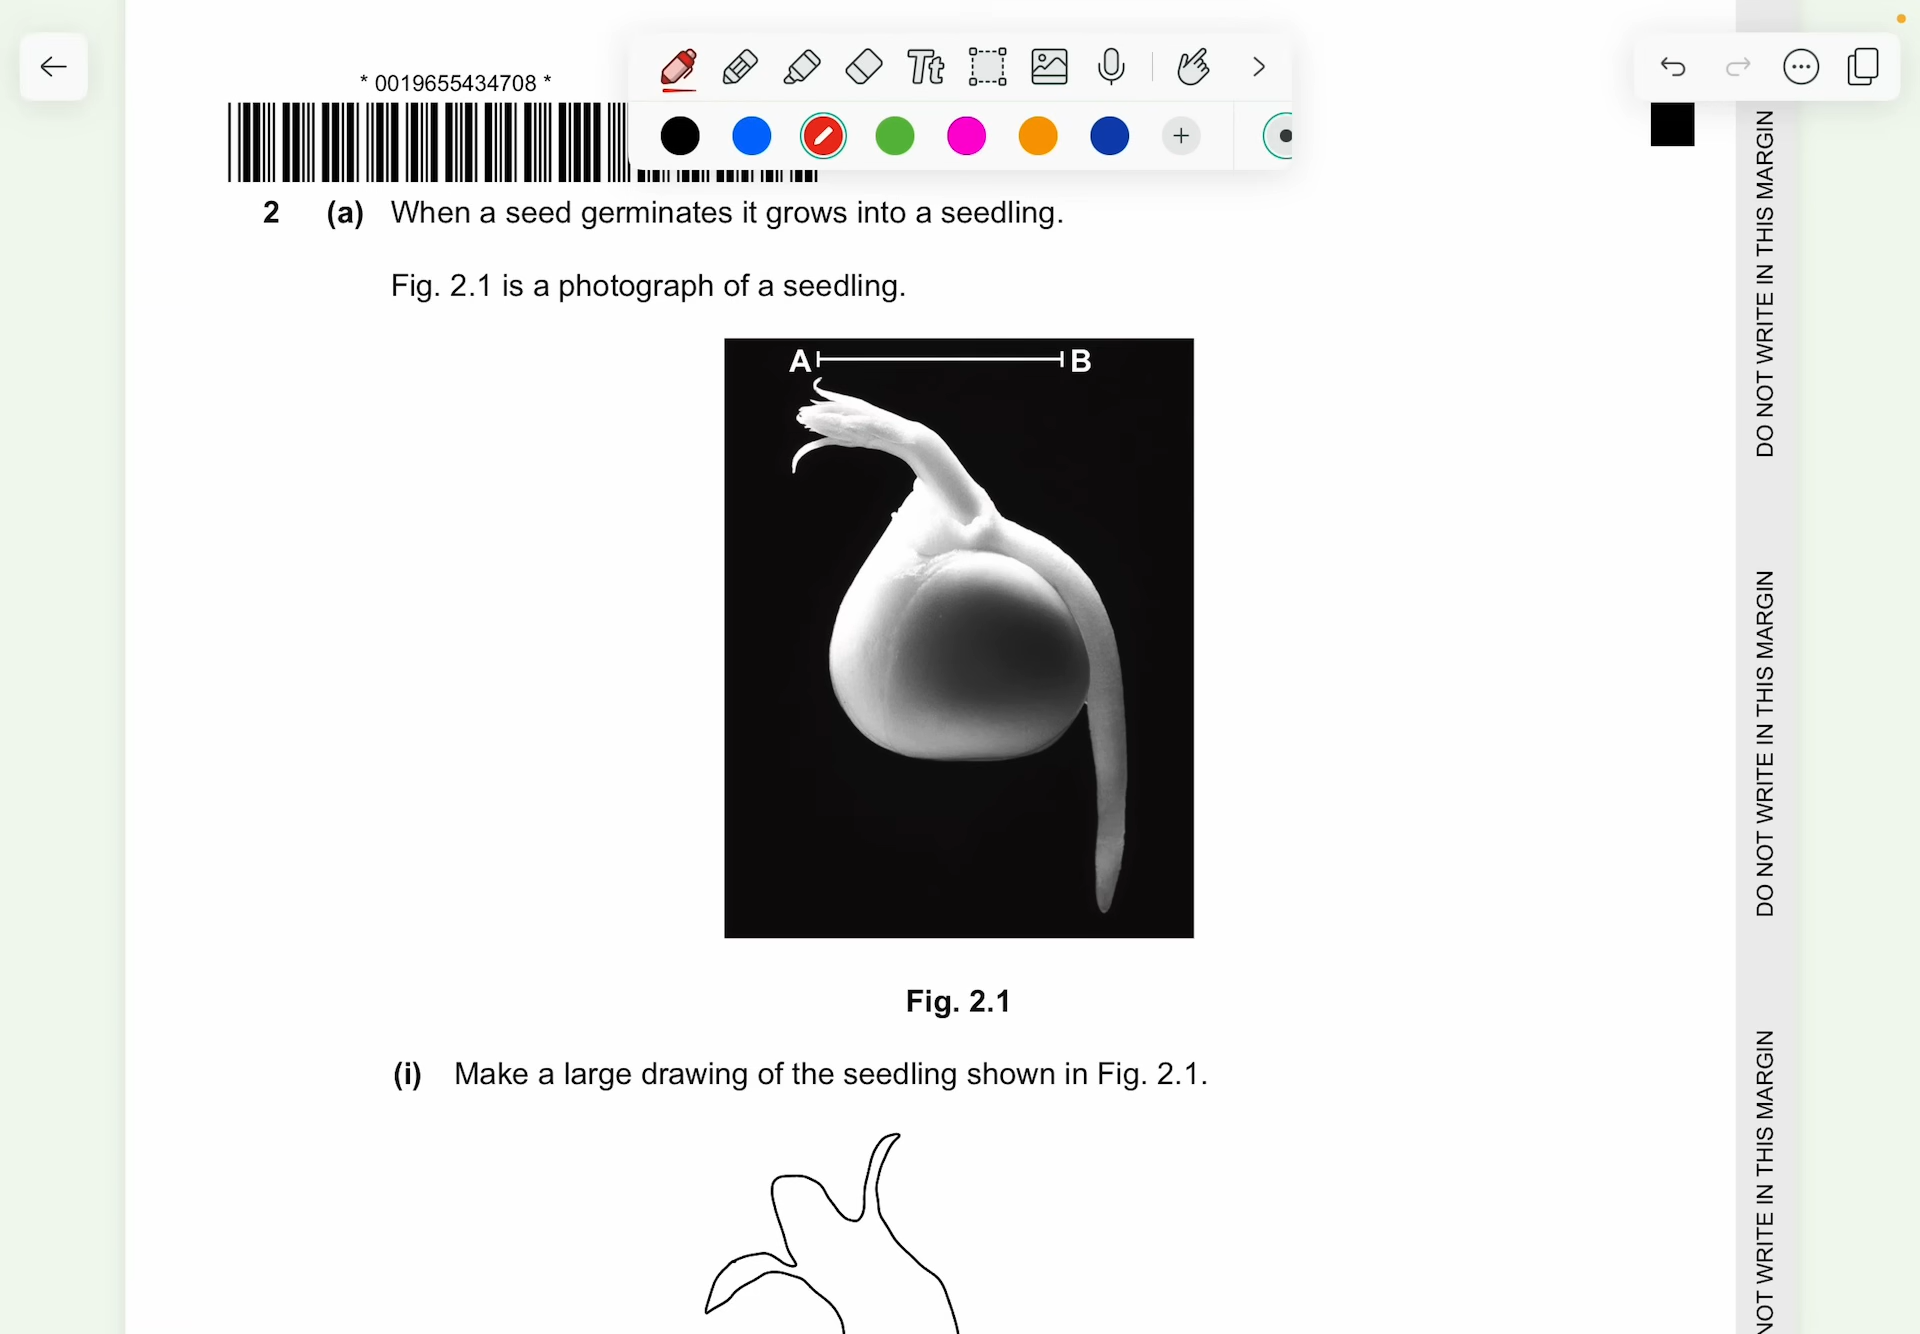 * 0019655434708 *
Tt
2 (a) When a seed germinates it grows into a seedling.
Fig. 2.1 is a photograph of a seedling.
A B
Fig. 2.1
(i) Make a large drawing of the seedling shown in Fig. 2.1.
DO NOT WRITE IN THIS MARGIN
DO NOT WRITE IN THIS MARGIN
NOT WRITE IN THIS MARGIN